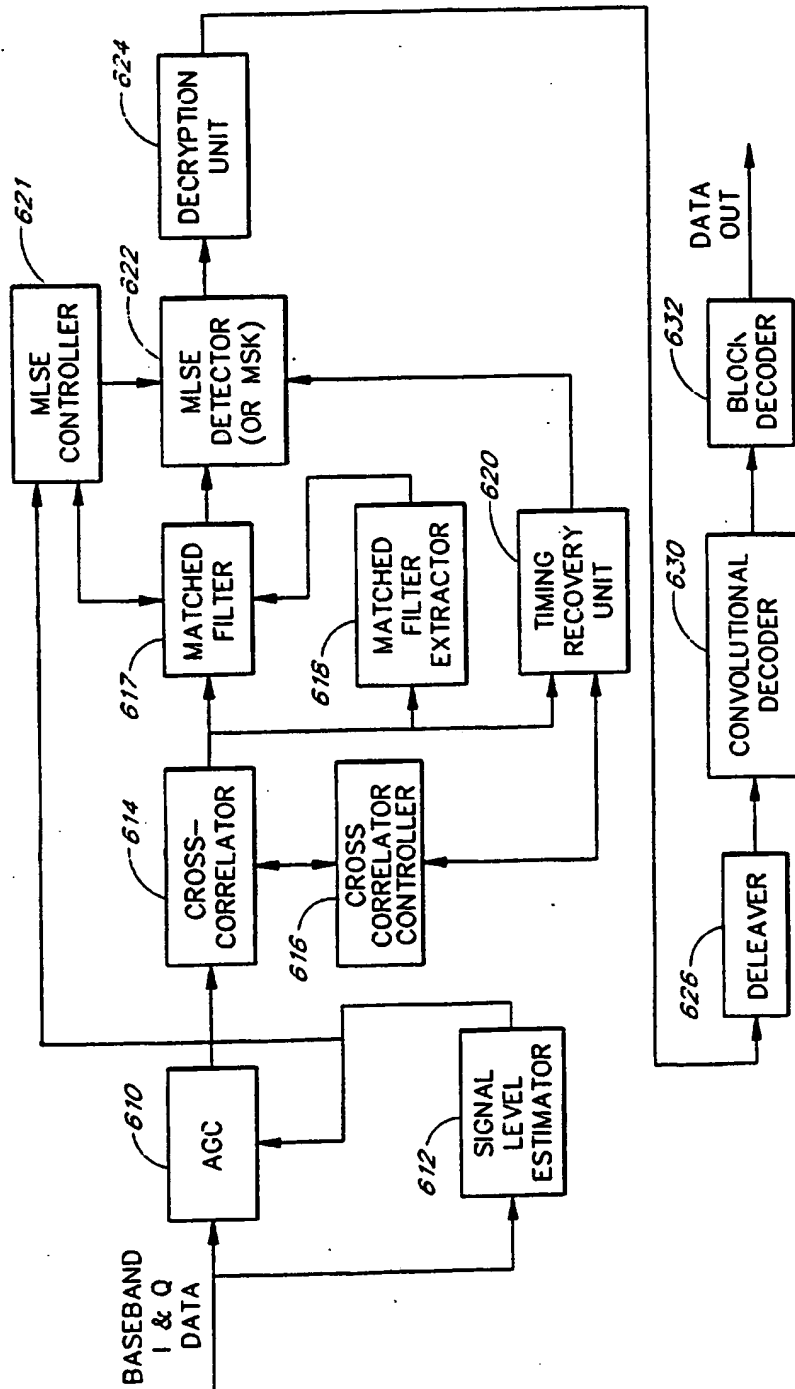 BASEBAND
I & Q
DATA
AGC
610
SIGNAL
LEVEL
ESTIMATOR
612
CROSS-
CORRELATOR
614
CROSS
CORRELATOR
CONTROLLER
616
MATCHED
FILTER
617
MATCHED
FILTER
EXTRACTOR
618
TIMING
RECOVERY
UNIT
620
MLSE
CONTROLLER
621
MLSE
DETECTOR
(OR MSK)
622
DECRYPTION
UNIT
624
DELEAVER
626
CONVOLUTIONAL
DECODER
630
BLOCK
DECODER
632
DATA
OUT